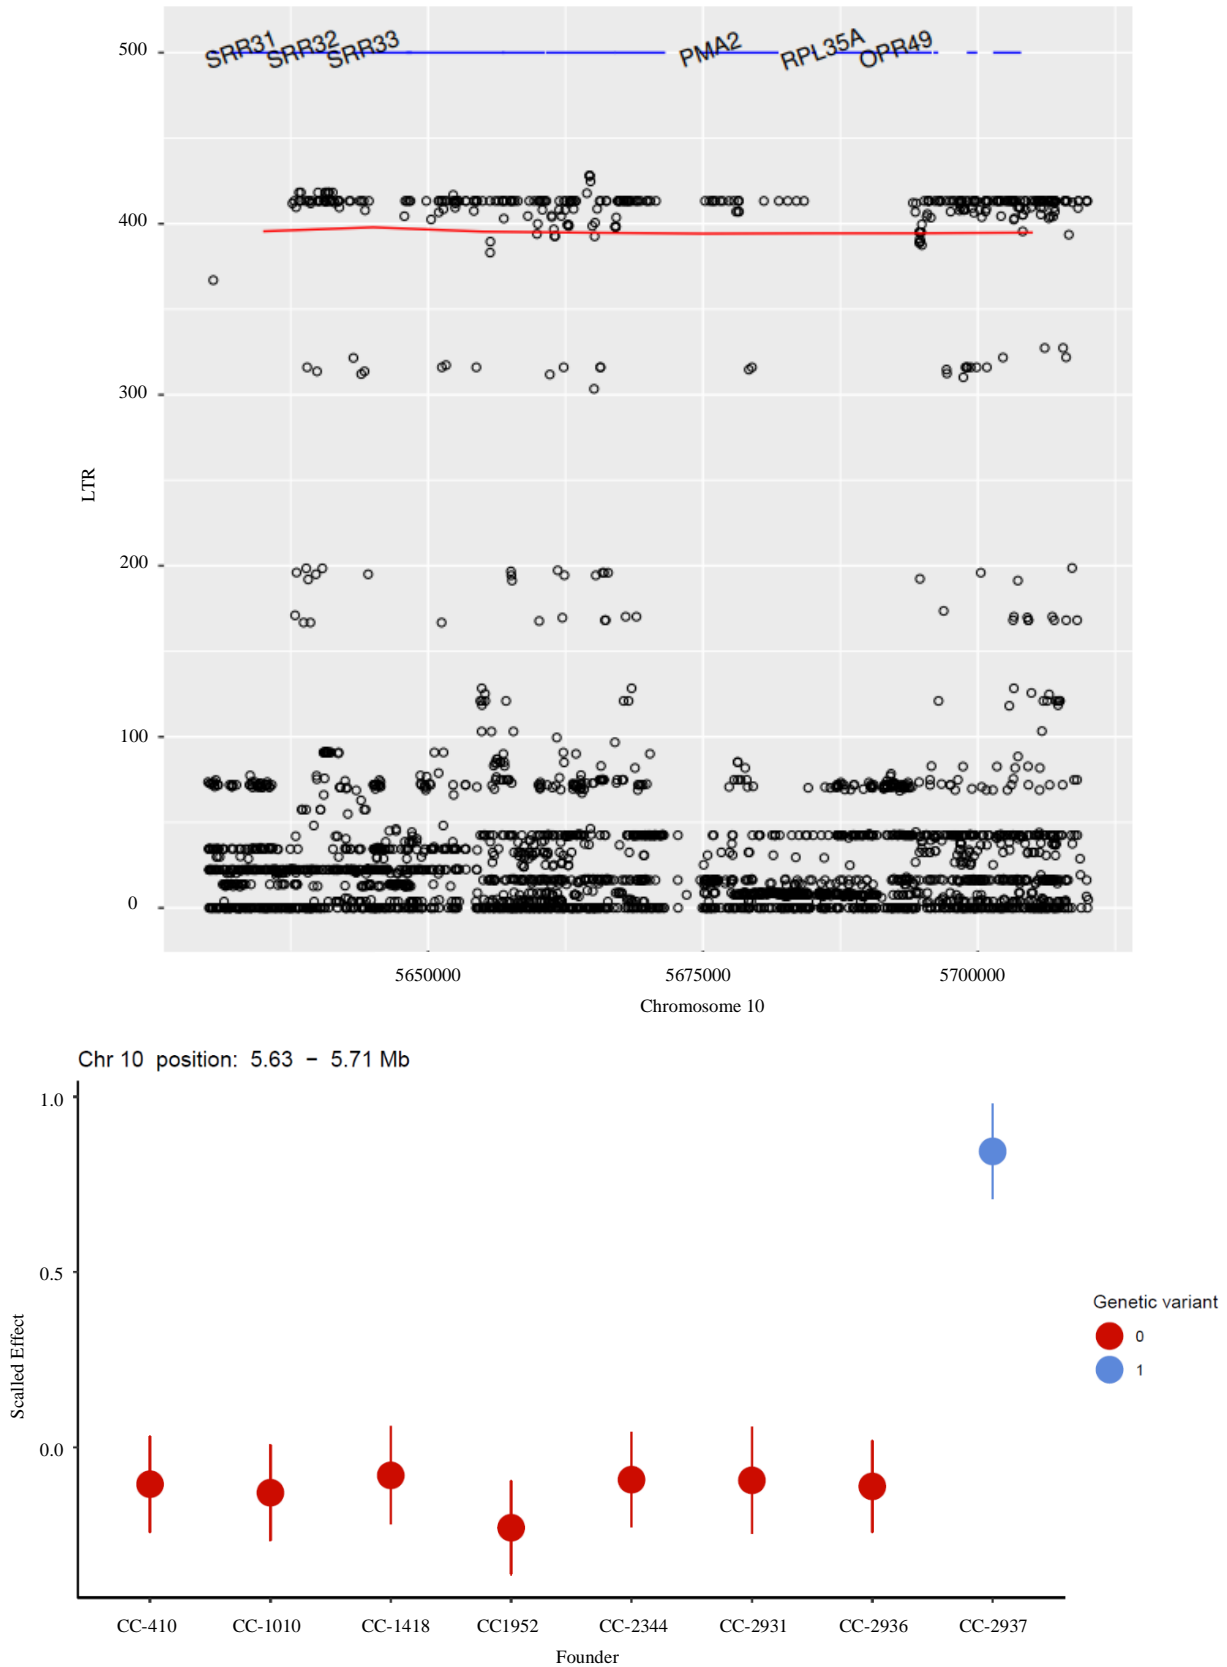 SRR31 SRR32 SRR33 PMA2 RPL35A OPR49
500
400
300
200
100
0
LTR
5650000 5675000 5700000
Chromosome 10
Chr 10 position: 5.63 – 5.71 Mb
1.0
0.5
0.0
Scalled Effect
Genetic variant
0
1
CC-410 CC-1010 CC-1418 CC1952 CC-2344 CC-2931 CC-2936 CC-2937
Founder